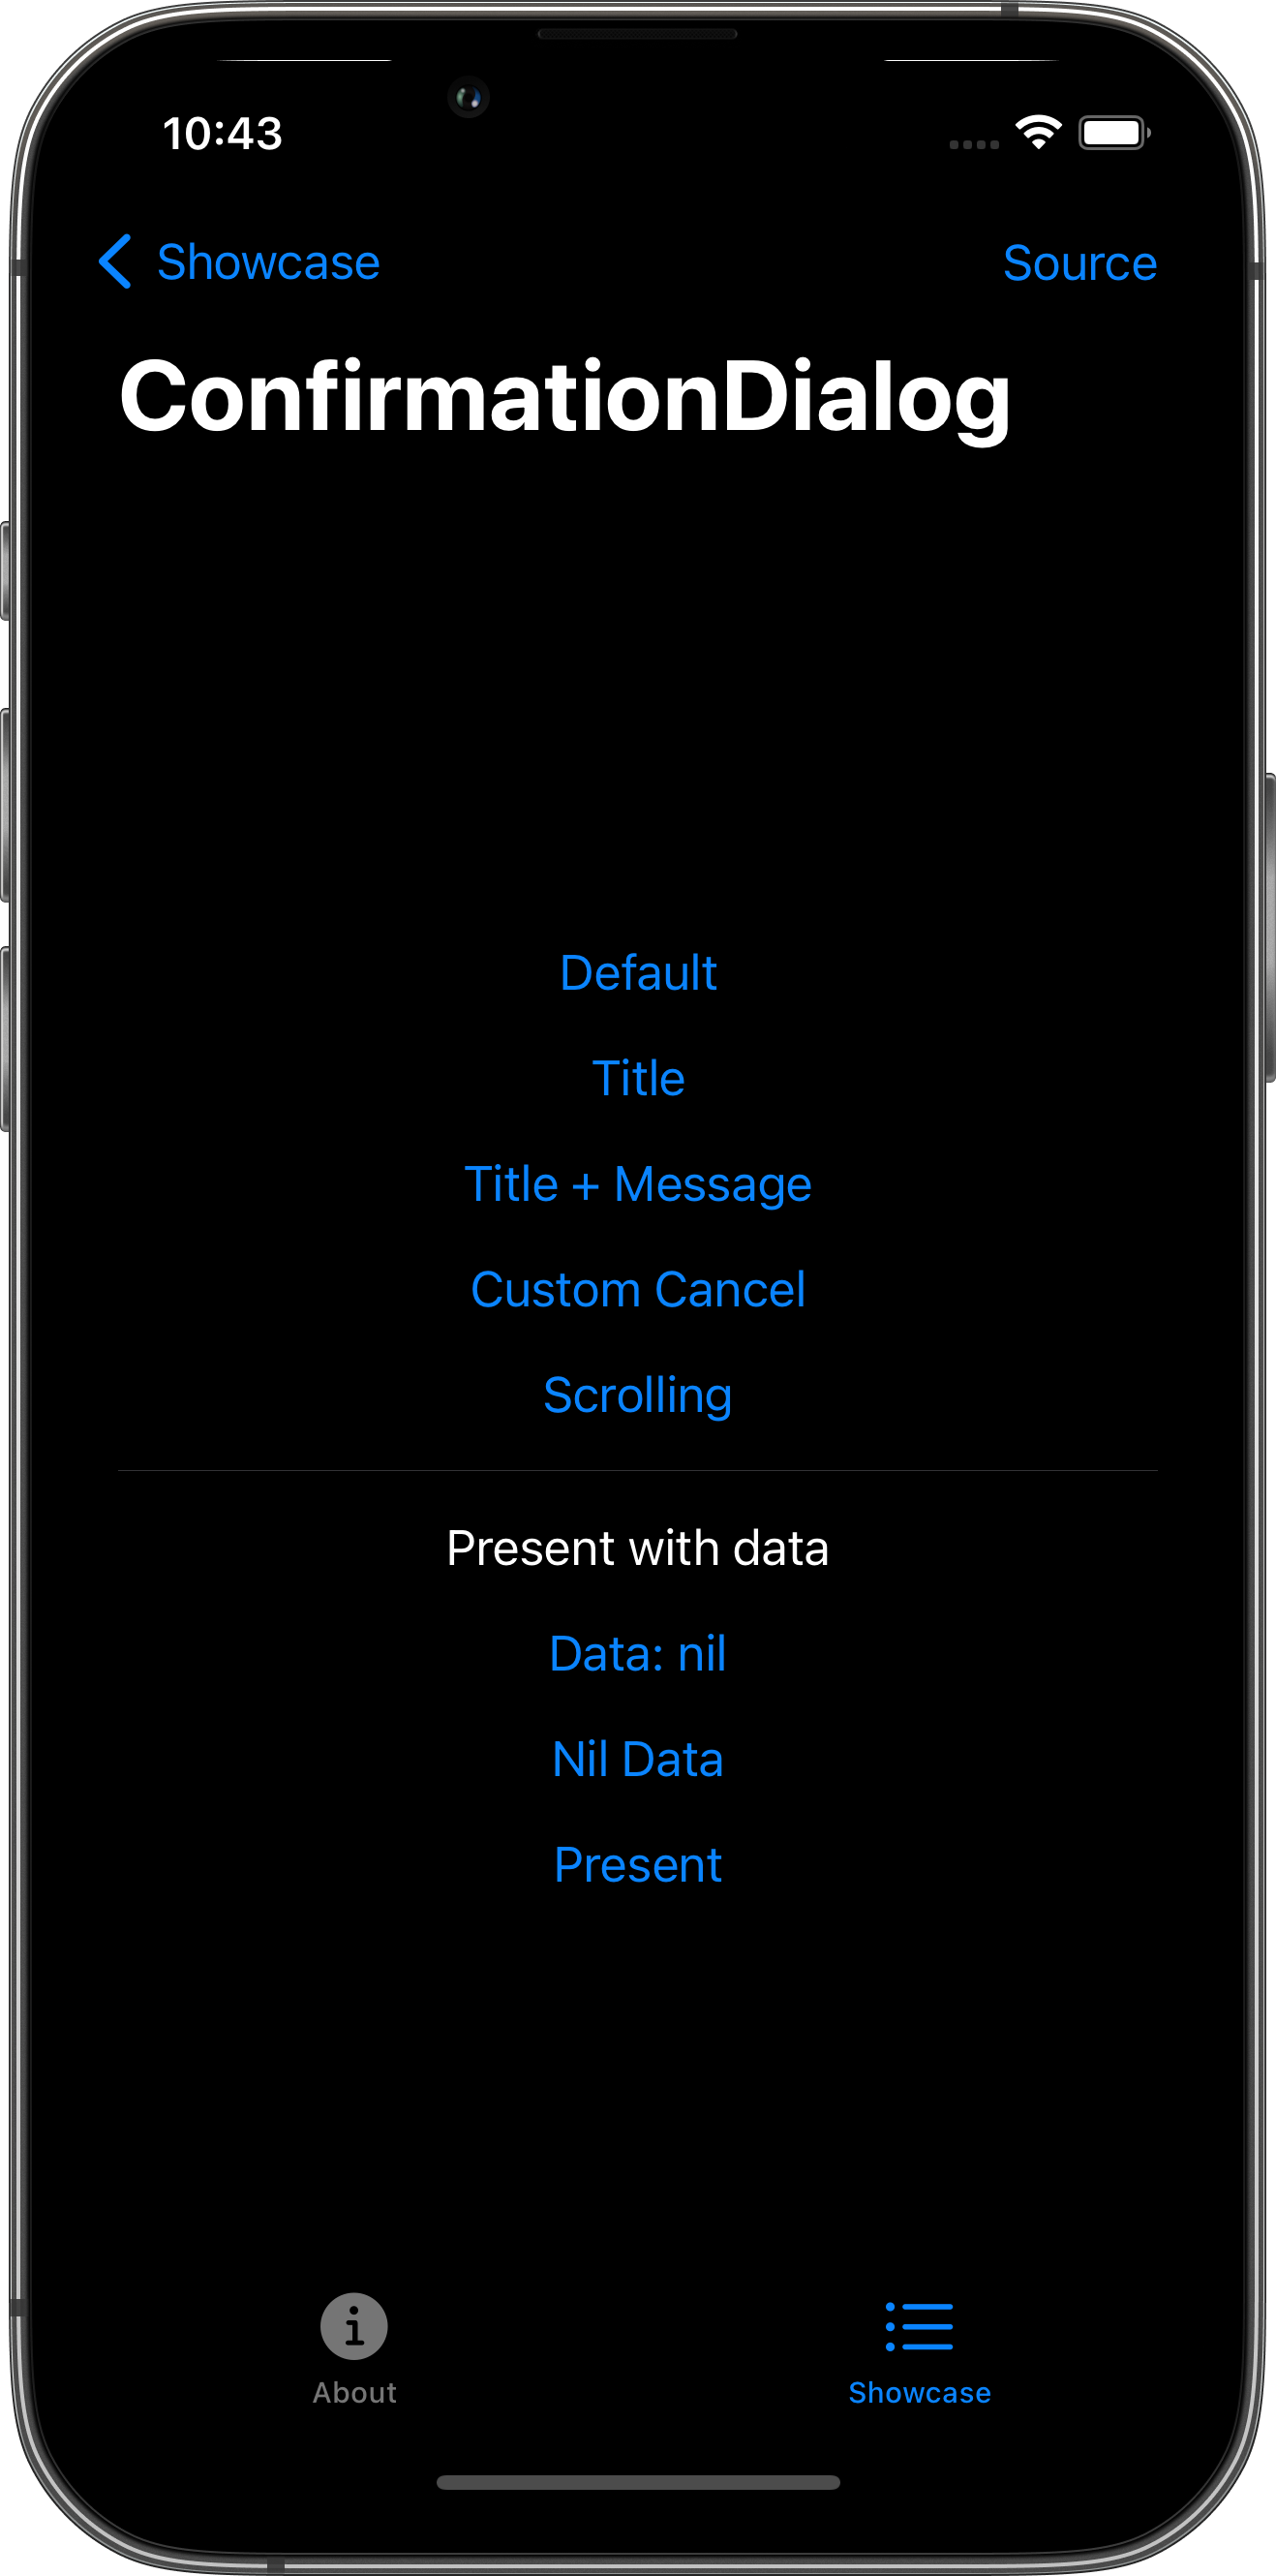 10:43
Showcase
Source
ConfirmationDialog
Default
Title
Title + Message
Custom Cancel
Scrolling
Present with data
Data: nil
Nil Data
Present
About
Showcase